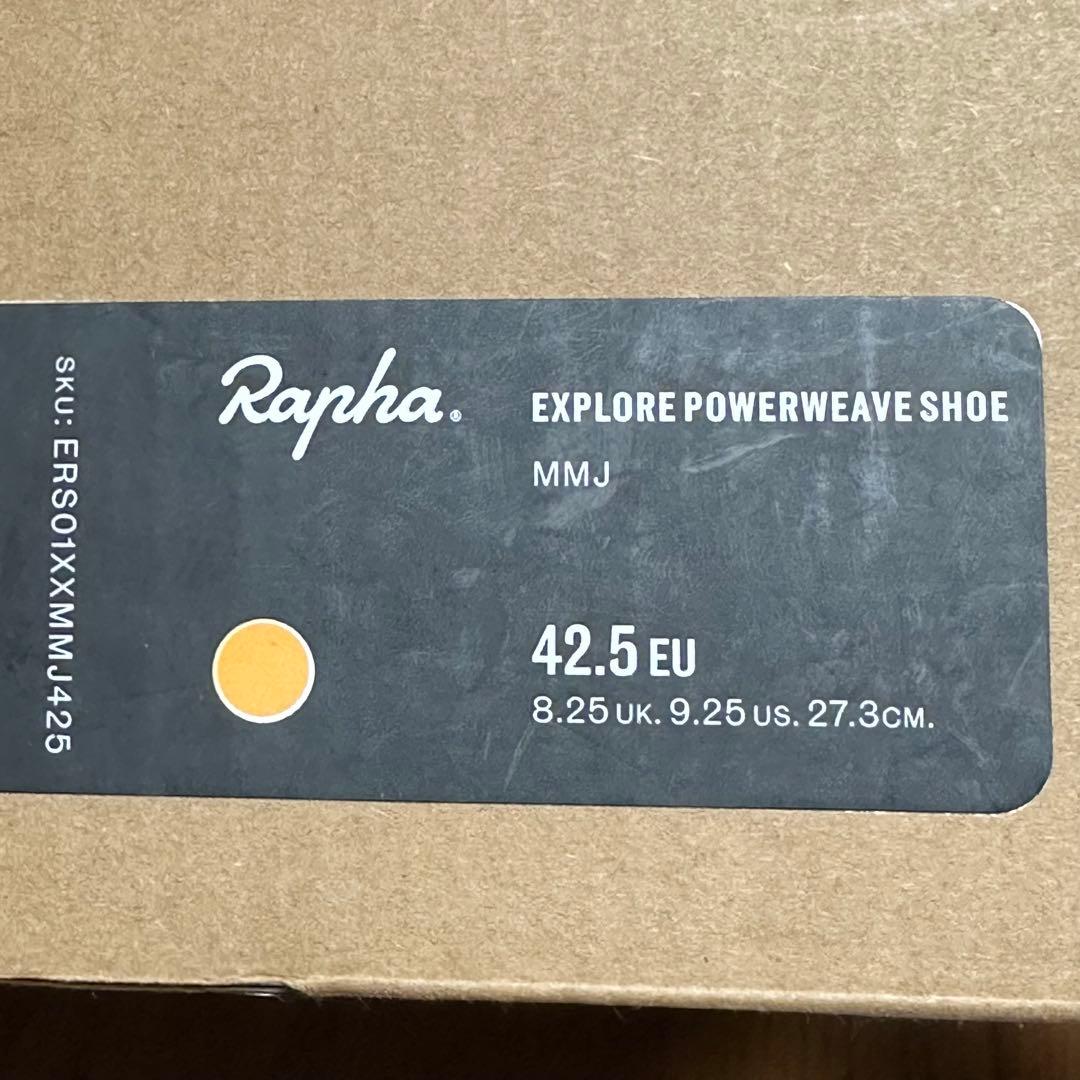 SKU: ERS01XXMMJ425
Rapha®
EXPLORE POWERWEAVE SHOE
MMJ
42.5 EU
8.25 UK. 9.25 US. 27.3CM.